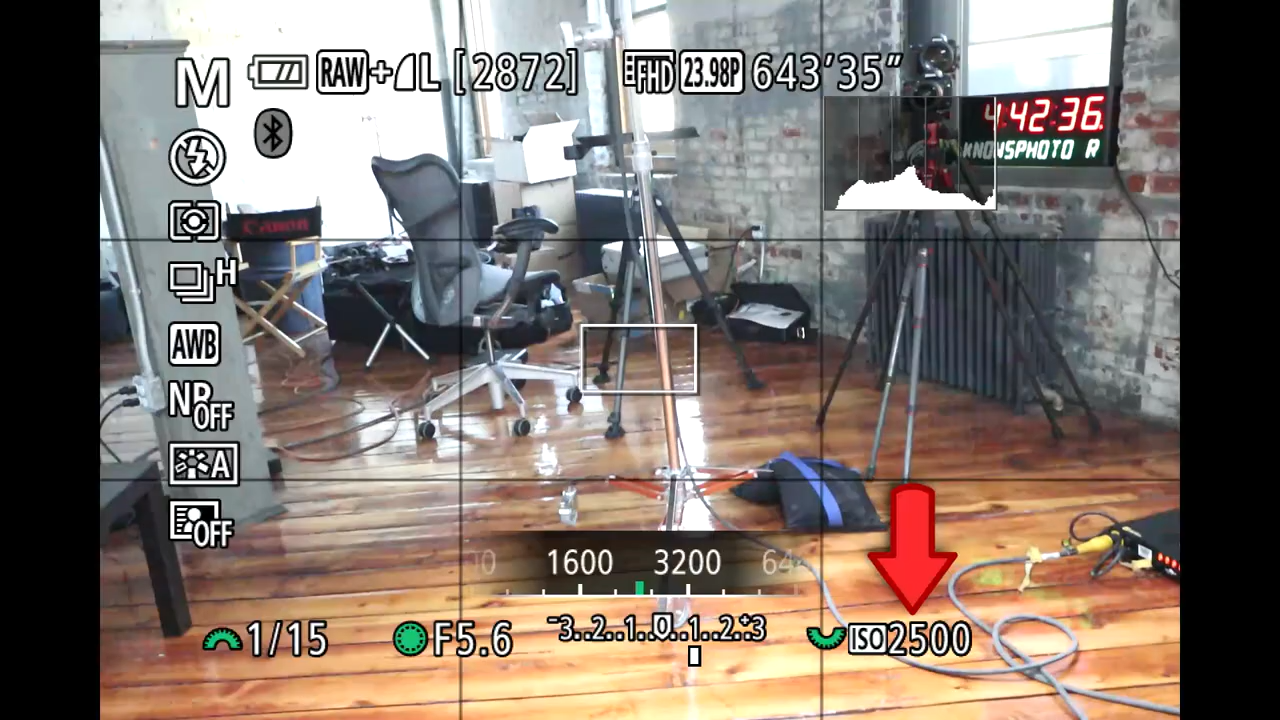 M RAW+L [2872] FHD 23.98P 643'35"
4:42:36
KNOWSPHOTO R
Canon
H
AWB
NR OFF
A
OFF
1600 3200 64
1/15 F5.6 -3..2..1..0..1..2..+3 ISO 2500